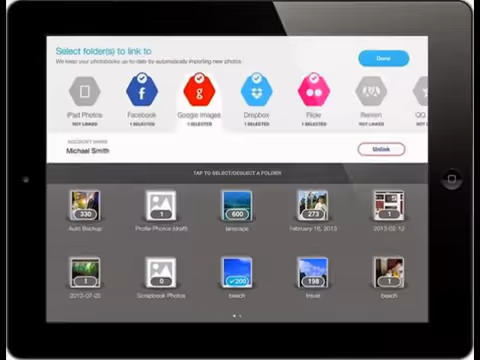 Select folder(s) to link to
We keep your photobooks up-to-date by automatically importing new photos.
Done
iPad Photos
NOT LINKED
Facebook
1 SELECTED
Google Images
1 SELECTED
Dropbox
1 SELECTED
Flickr
1 SELECTED
Renren
NOT LINKED
QQ
NOT
ACCOUNT NAME
Michael Smith
Unlink
TAP TO SELECT/DESELECT A FOLDER
330
1
600
273
1
Auto Backup
Profile Photos (draft)
lanscape
February 16, 2013
2013-02-12
1
0
200
198
1
2013-07-25
Scrapbook Photos
beach
travel
beach